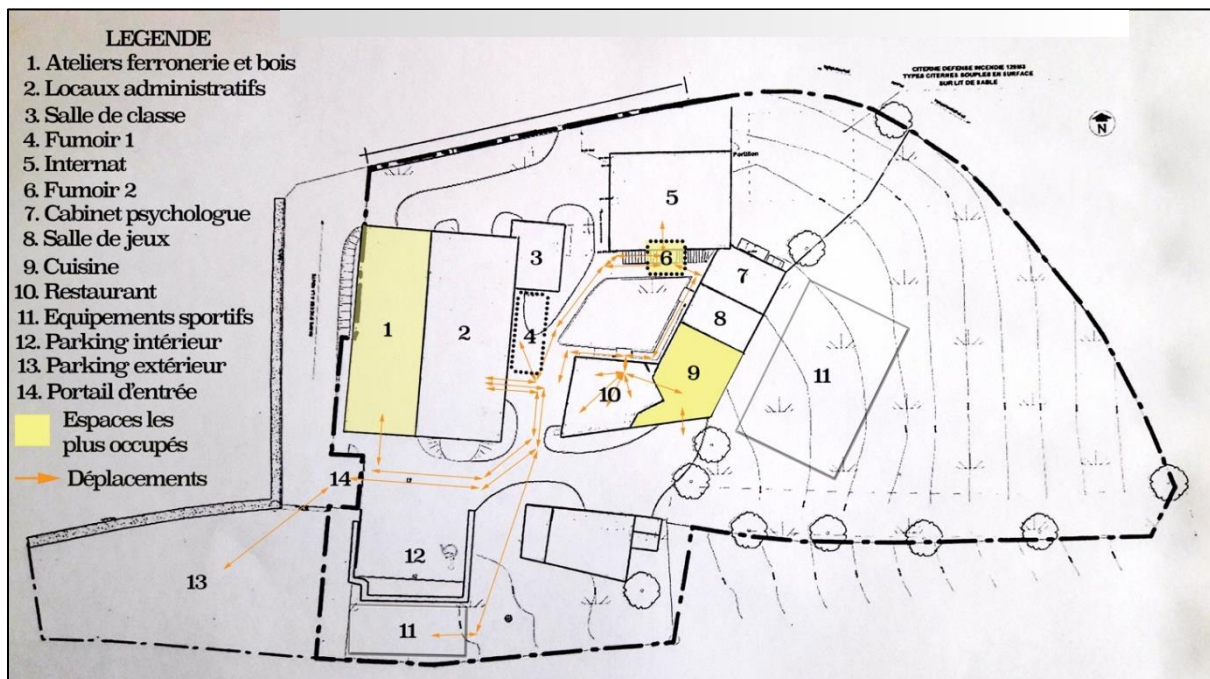 LEGENDE
1. Ateliers ferronerie et bois
2. Locaux administratifs
3. Salle de classe
4. Fumoir 1
5. Internat
6. Fumoir 2
7. Cabinet psychologue
8. Salle de jeux
9. Cuisine
10. Restaurant
11. Equipements sportifs
12. Parking intérieur
13. Parking extérieur
14. Portail d'entrée
Espaces les
plus occupés
Déplacements
CITERNE DEFENSE INCENDIE 120M3
TYPES CITERNES SOUPLES EN SURFACE
SUR LIT DE SABLE
N
Portillon
5
6
3
7
1
2
4
8
9
11
10
14
12
13
11